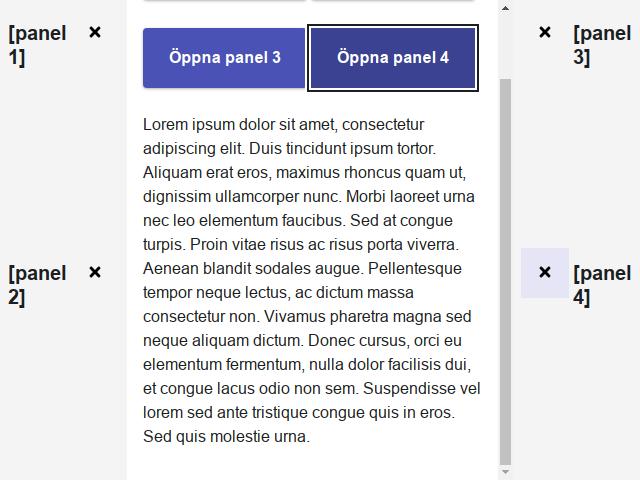 [panel
1]
[panel
2]
Öppna panel 3
Öppna panel 4
Lorem ipsum dolor sit amet, consectetur
adipiscing elit. Duis tincidunt ipsum tortor.
Aliquam erat eros, maximus rhoncus quam ut,
dignissim ullamcorper nunc. Morbi laoreet urna
nec leo elementum faucibus. Sed at congue
turpis. Proin vitae risus ac risus porta viverra.
Aenean blandit sodales augue. Pellentesque
tempor neque lectus, ac dictum massa
consectetur non. Vivamus pharetra magna sed
neque aliquam dictum. Donec cursus, orci eu
elementum fermentum, nulla dolor facilisis dui,
et congue lacus odio non sem. Suspendisse vel
lorem sed ante tristique congue quis in eros.
Sed quis molestie urna.
[panel
3]
[panel
4]